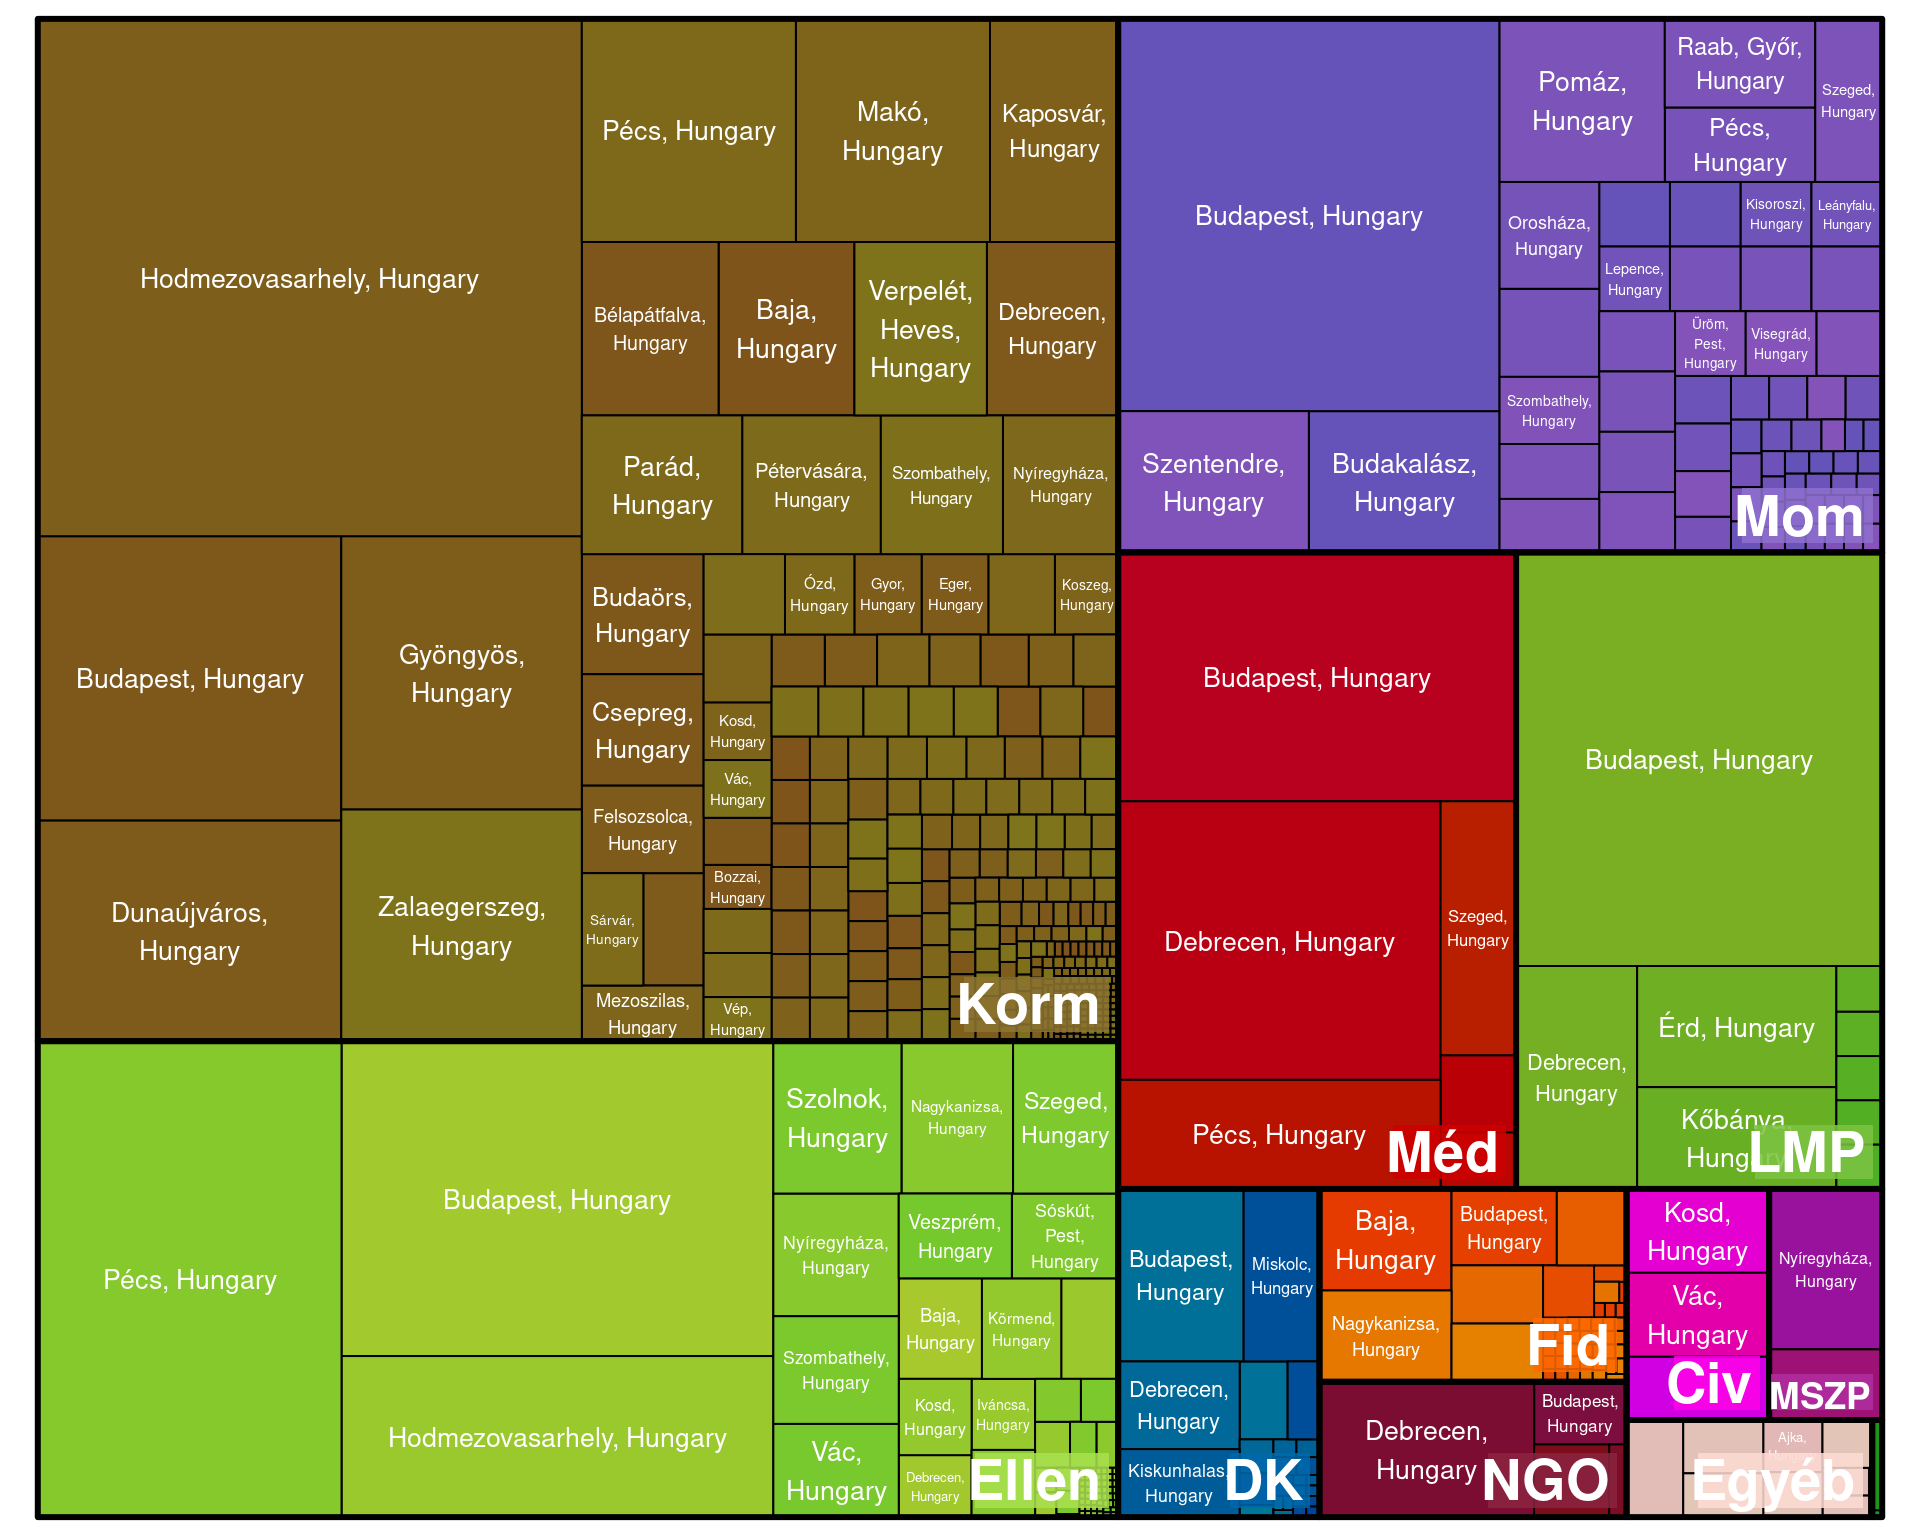 Hodmezovasarhely, Hungary
Pécs, Hungary
Makó,
Hungary
Kaposvár,
Hungary
Bélapátfalva,
Hungary
Baja,
Hungary
Verpelét,
Heves,
Hungary
Debrecen,
Hungary
Parád,
Hungary
Pétervására,
Hungary
Szombathely,
Hungary
Nyíregyháza,
Hungary
Budapest, Hungary
Gyöngyös,
Hungary
Dunaújváros,
Hungary
Zalaegerszeg,
Hungary
Budaörs,
Hungary
Ózd,
Hungary
Gyor,
Hungary
Eger,
Hungary
Koszeg,
Hungary
Csepreg,
Hungary
Kosd,
Hungary
Vác,
Hungary
Felsozsolca,
Hungary
Bozzai,
Hungary
Sárvár,
Hungary
Mezoszilas,
Hungary
Vép,
Hungary
Korm
Budapest, Hungary
Pomáz,
Hungary
Raab, Győr,
Hungary
Pécs,
Hungary
Szeged,
Hungary
Orosháza,
Hungary
Kisoroszi,
Hungary
Leányfalu,
Hungary
Lepence,
Hungary
Üröm,
Pest,
Hungary
Visegrád,
Hungary
Szombathely,
Hungary
Szentendre,
Hungary
Budakalász,
Hungary
Mom
Budapest, Hungary
Debrecen, Hungary
Szeged,
Hungary
Pécs, Hungary
Méd
Budapest, Hungary
Debrecen,
Hungary
Érd, Hungary
Kőbánya,
Hungary
LMP
Pécs, Hungary
Budapest, Hungary
Hodmezovasarhely, Hungary
Szolnok,
Hungary
Nagykanizsa,
Hungary
Szeged,
Hungary
Nyíregyháza,
Hungary
Veszprém,
Hungary
Sóskút,
Pest,
Hungary
Szombathely,
Hungary
Baja,
Hungary
Körmend,
Hungary
Vác,
Hungary
Kosd,
Hungary
Iváncsa,
Hungary
Debrecen,
Hungary
Ellen
Budapest,
Hungary
Miskolc,
Hungary
Debrecen,
Hungary
Kiskunhalas,
Hungary
DK
Baja,
Hungary
Budapest,
Hungary
Nagykanizsa,
Hungary
Fid
Debrecen,
Hungary
Budapest,
Hungary
NGO
Kosd,
Hungary
Vác,
Hungary
Civ
Nyíregyháza,
Hungary
MSZP
Ajka,
Egyéb